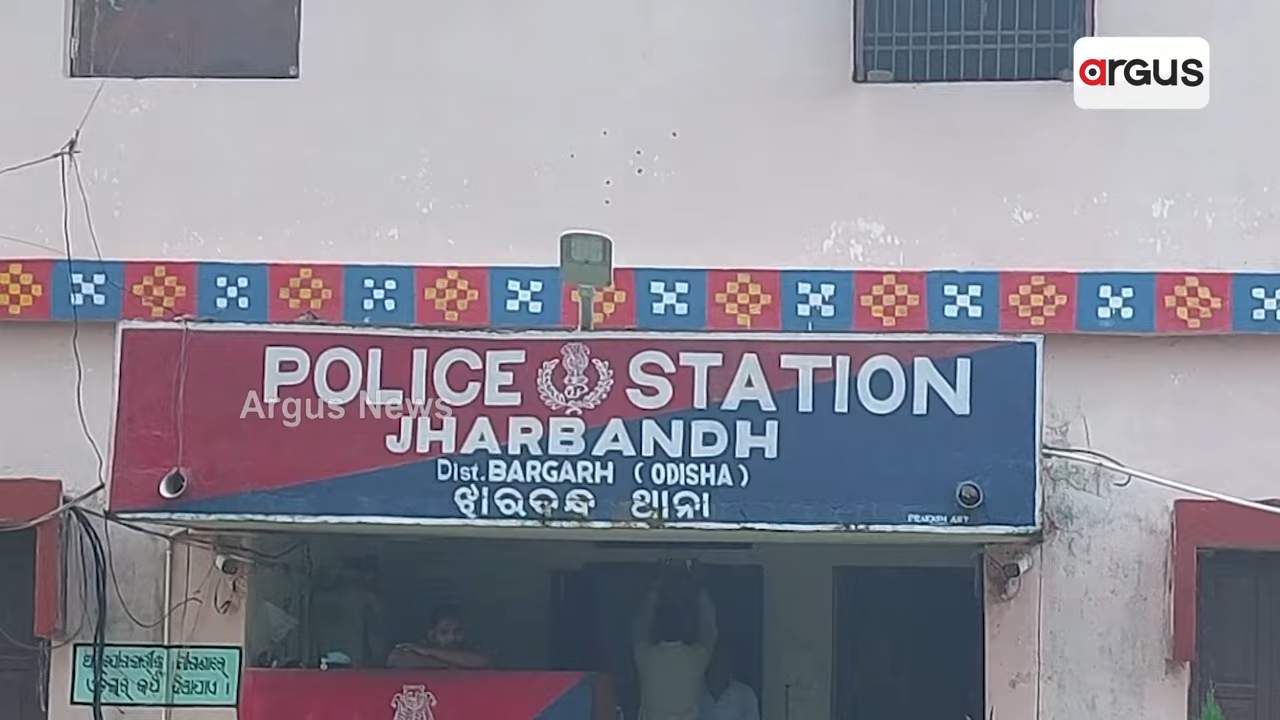 argus
POLICE STATION
Argus News
JHARBANDH
Dist. BARGARH (ODISHA)
ଝାରବନ୍ଧ ଥାନା
PRAKASH ART